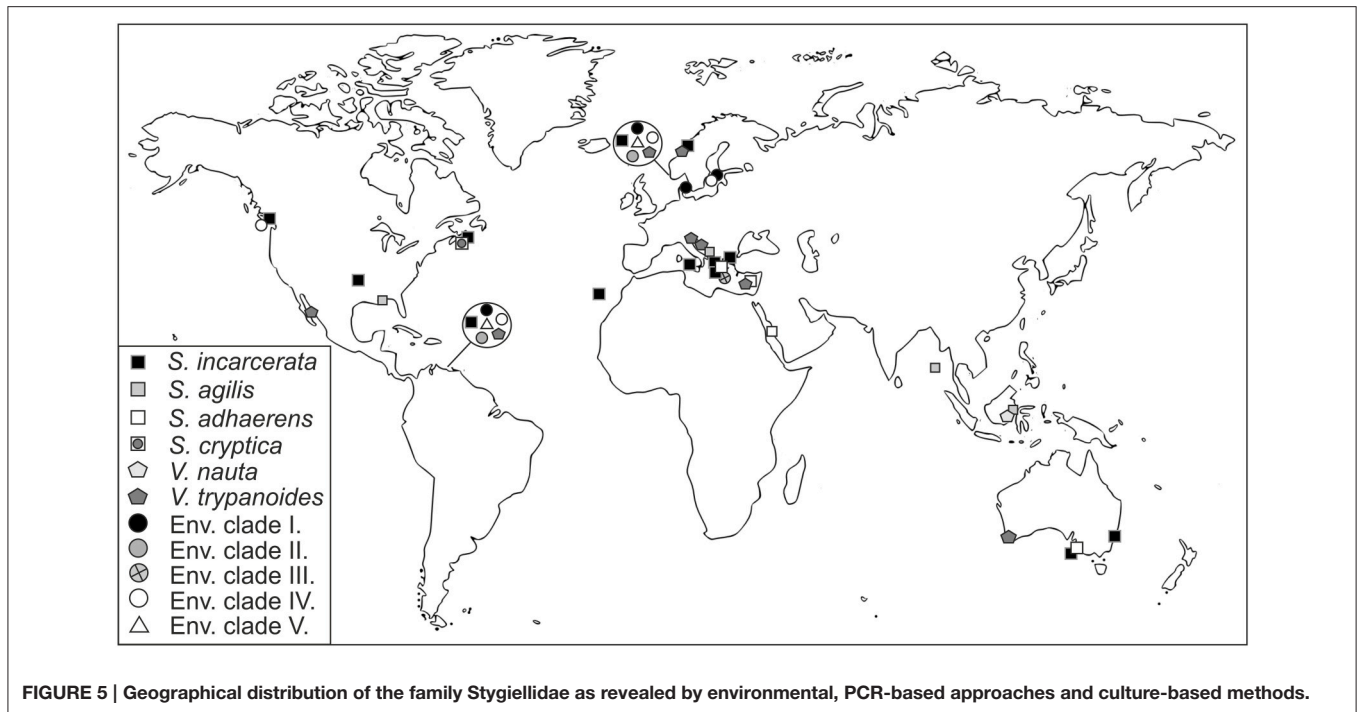 S. incarcerata
S. agilis
S. adhaerens
S. cryptica
V. nauta
V. trypanoides
Env. clade I.
Env. clade II.
Env. clade III.
Env. clade IV.
Env. clade V.
FIGURE 5 | Geographical distribution of the family Stygiellidae as revealed by environmental, PCR-based approaches and culture-based methods.